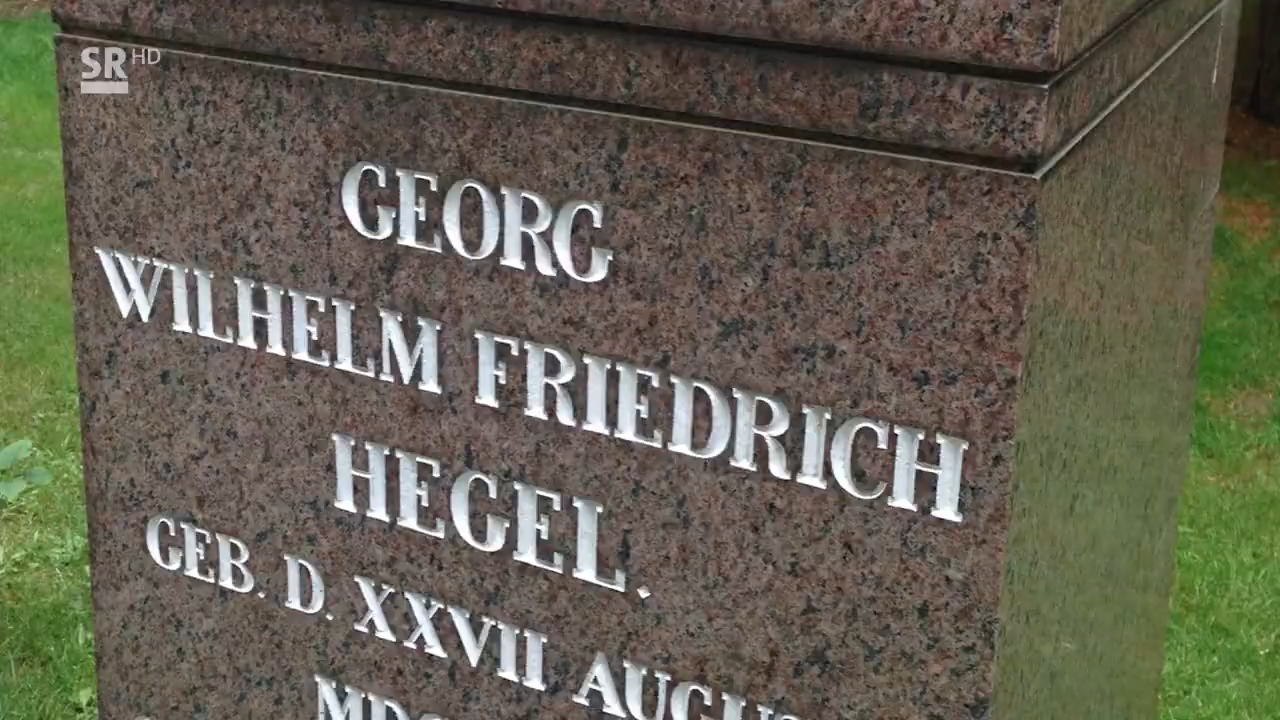 SR HD
GEORG
WILHELM FRIEDRICH
HEGEL.
GEB. D. XXVII AUGU